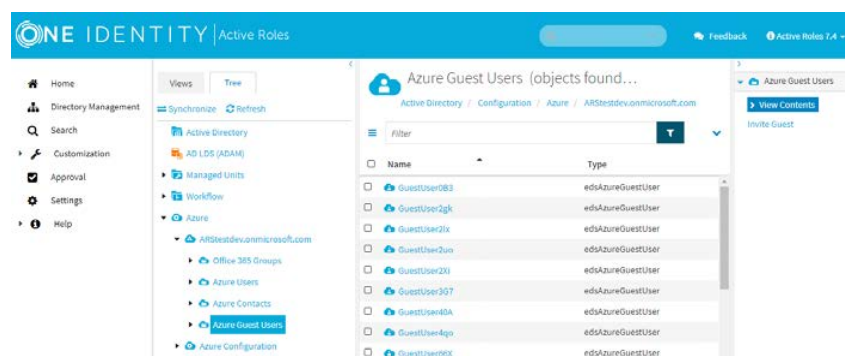 ONE IDENTITY | Active Roles
Feedback
Active Roles 7.4
Home
Directory Management
Search
Customization
Approval
Settings
Help
Views
Tree
Synchronize
Refresh
Active Directory
AD LDS (ADAM)
Managed Units
Workflow
Azure
ARStestdev.onmicrosoft.com
Office 365 Groups
Azure Users
Azure Contacts
Azure Guest Users
Azure Configuration
Azure Guest Users (objects found...
Active Directory / Configuration / Azure / ARStestdev.onmicrosoft.com
Filter
Name Type
GuestUser0B3 edsAzureGuestUser
GuestUser2gk edsAzureGuestUser
GuestUser2Ix edsAzureGuestUser
GuestUser2uo edsAzureGuestUser
GuestUser2Xi edsAzureGuestUser
GuestUser3G7 edsAzureGuestUser
GuestUser40A edsAzureGuestUser
GuestUser4qo edsAzureGuestUser
GuestUser66X edsAzureGuestUser
Azure Guest Users
View Contents
Invite Guest